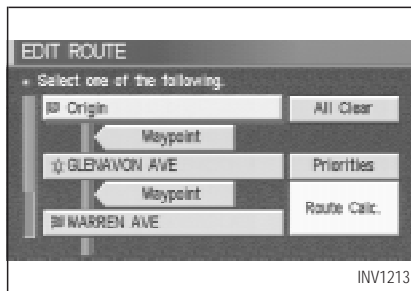 EDIT ROUTE
Select one of the following.
Origin
All Clear
Waypoint
GLENAVON AVE
Priorities
Waypoint
Route Calc.
WARREN AVE
INV1213